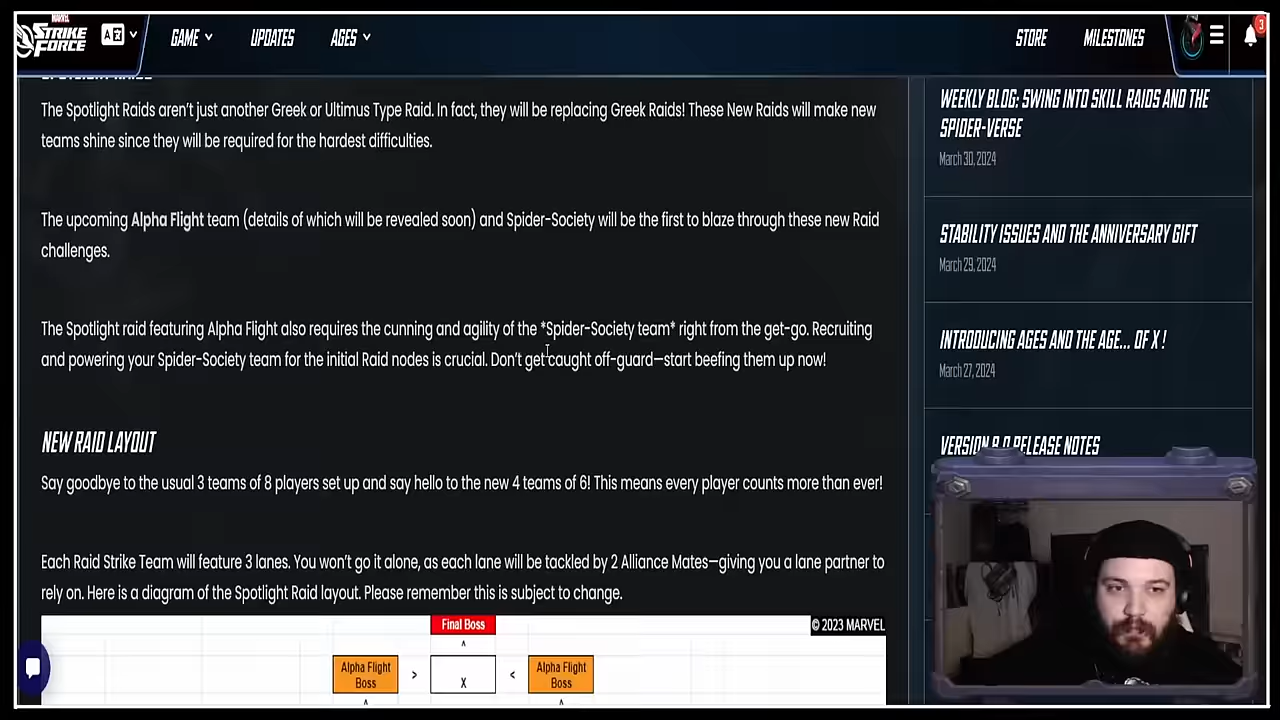 MARVEL
STRIKE
FORCE
GAME
UPDATES
AGES
STORE
MILESTONES
3
The Spotlight Raids aren't just another Greek or Ultimus Type Raid. In fact, they will be replacing Greek Raids! These New Raids will make new
teams shine since they will be required for the hardest difficulties.
The upcoming Alpha Flight team (details of which will be revealed soon) and Spider-Society will be the first to blaze through these new Raid
challenges.
The Spotlight raid featuring Alpha Flight also requires the cunning and agility of the *Spider-Society team* right from the get-go. Recruiting
and powering your Spider-Society team for the initial Raid nodes is crucial. Don't get caught off-guard—start beefing them up now!
NEW RAID LAYOUT
Say goodbye to the usual 3 teams of 8 players set up and say hello to the new 4 teams of 6! This means every player counts more than ever!
Each Raid Strike Team will feature 3 lanes. You won't go it alone, as each lane will be tackled by 2 Alliance Mates—giving you a lane partner to
rely on. Here is a diagram of the Spotlight Raid layout. Please remember this is subject to change.
Final Boss
© 2023 MARVEL
^
Alpha Flight
Boss
>
X
<
Alpha Flight
Boss
^
^
WEEKLY BLOG: SWING INTO SKILL RAIDS AND THE
SPIDER-VERSE
March 30, 2024
STABILITY ISSUES AND THE ANNIVERSARY GIFT
March 29, 2024
INTRODUCING AGES AND THE AGE... OF X !
March 27, 2024
VERSION 8.0 RELEASE NOTES